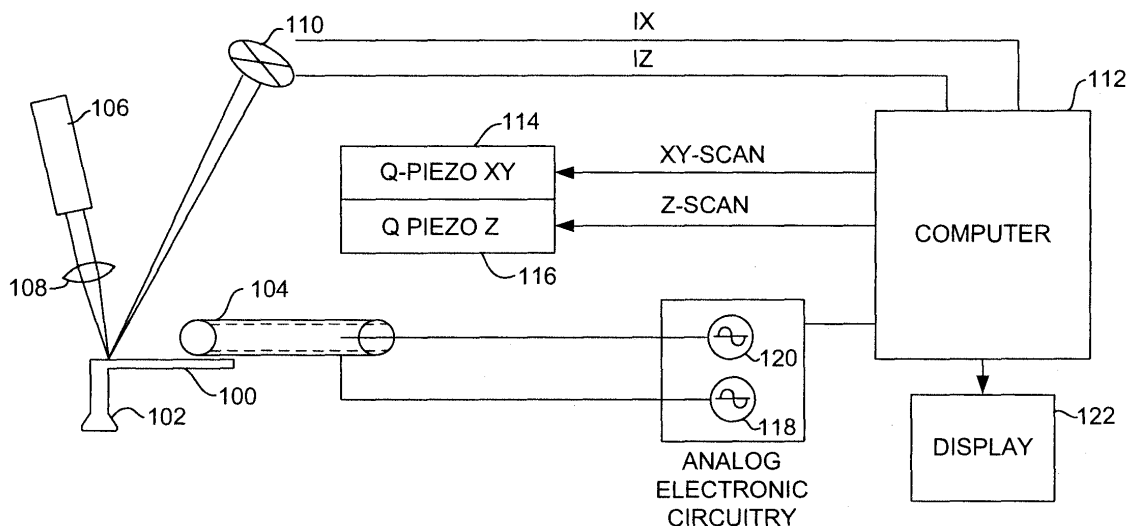 110
IX
IZ
106
112
114
Q-PIEZO XY
XY-SCAN
Q PIEZO Z
Z-SCAN
COMPUTER
108
116
104
120
100
102
118
122
DISPLAY
ANALOG
ELECTRONIC
CIRCUITRY